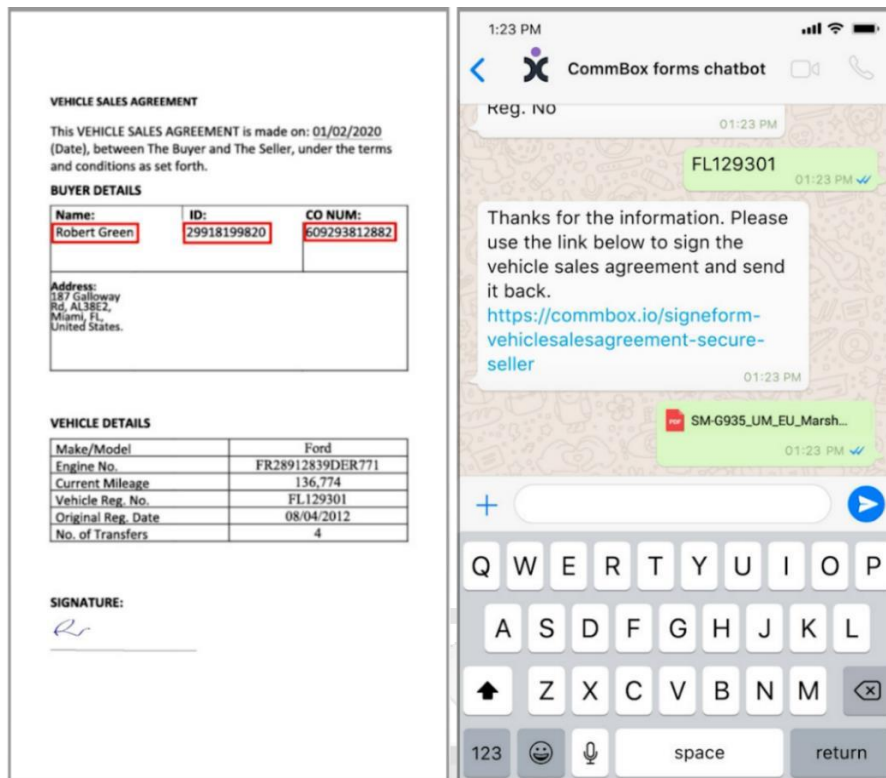 VEHICLE SALES AGREEMENT
This VEHICLE SALES AGREEMENT is made on: 01/02/2020
(Date), between The Buyer and The Seller, under the terms
and conditions as set forth.
BUYER DETAILS
Name: ID: CO NUM:
Robert Green 29918199820 609293812882
Address:
187 Galloway
Rd, AL38E2,
Miami, FL,
United States.
VEHICLE DETAILS
Make/Model Ford
Engine No. FR28912839DER771
Current Mileage 136,774
Vehicle Reg. No. FL129301
Original Reg. Date 08/04/2012
No. of Transfers 4
SIGNATURE:
1:23 PM
CommBox forms chatbot
Reg. No
01:23 PM
FL129301
01:23 PM
Thanks for the information. Please
use the link below to sign the
vehicle sales agreement and send
it back.
https://commbox.io/signeform-
vehiclesalesagreement-secure-
seller
01:23 PM
PDF SM-G935_UM_EU_Marsh...
01:23 PM
Q W E R T Y U I O P
A S D F G H J K L
Z X C V B N M
123 space return